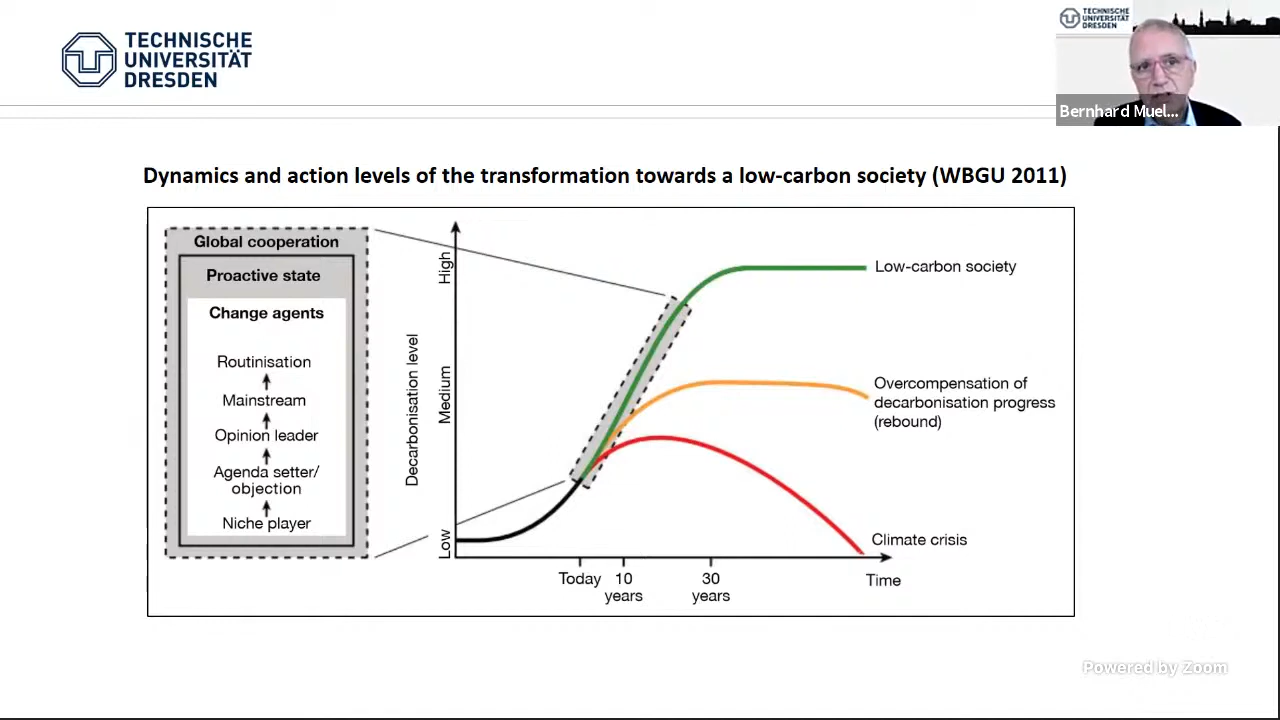 TECHNISCHE
UNIVERSITÄT
DRESDEN
TECHNISCHE
UNIVERSITÄT
DRESDEN
Bernhard Muel...
Dynamics and action levels of the transformation towards a low-carbon society (WBGU 2011)
Global cooperation
Proactive state
Change agents
Routinisation
Mainstream
Opinion leader
Agenda setter/
objection
Niche player
Decarbonisation level
High
Medium
Low
Low-carbon society
Overcompensation of
decarbonisation progress
(rebound)
Climate crisis
Today
10
years
30
years
Time
Powered by Zoom